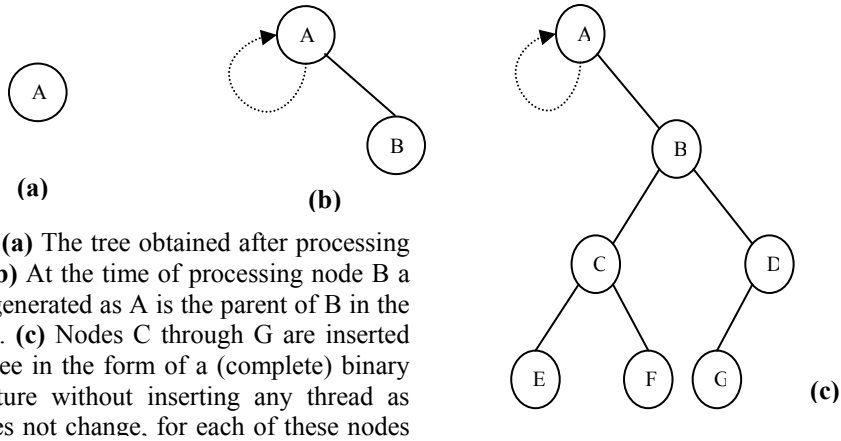 A
(a)
A
B
(b)
A
B
C
D
E
F
G
(c)
(a) The tree obtained after processing
b) At the time of processing node B a
generated as A is the parent of B in the
. (c) Nodes C through G are inserted
ee in the form of a (complete) binary
ture without inserting any thread as
es not change, for each of these nodes